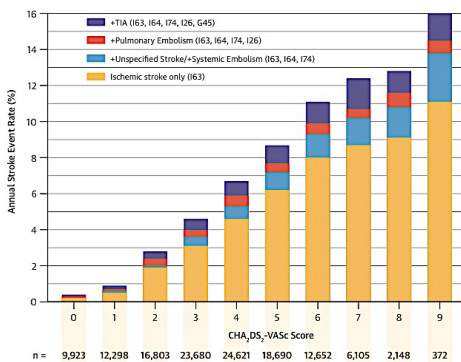 +TIA (I63, I64, I74, I26, G45)
+Pulmonary Embolism (I63, I64, I74, I26)
+Unspecified Stroke/+Systemic Embolism (I63, I64, I74)
Ischemic stroke only (I63)
Annual Stroke Event Rate (%)
16
14
12
10
8
6
4
2
0
0 1 2 3 4 5 6 7 8 9
CHA₂DS₂-VASc Score
n = 9,923 12,298 16,803 23,680 24,621 18,690 12,652 6,105 2,148 372